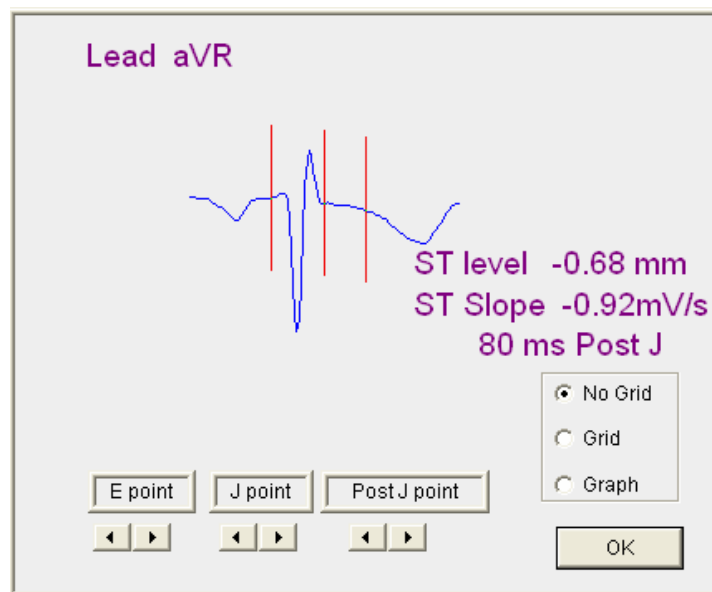 Lead aVR
ST level -0.68 mm
ST Slope -0.92mV/s
80 ms Post J
No Grid
Grid
Graph
E point J point Post J point
OK